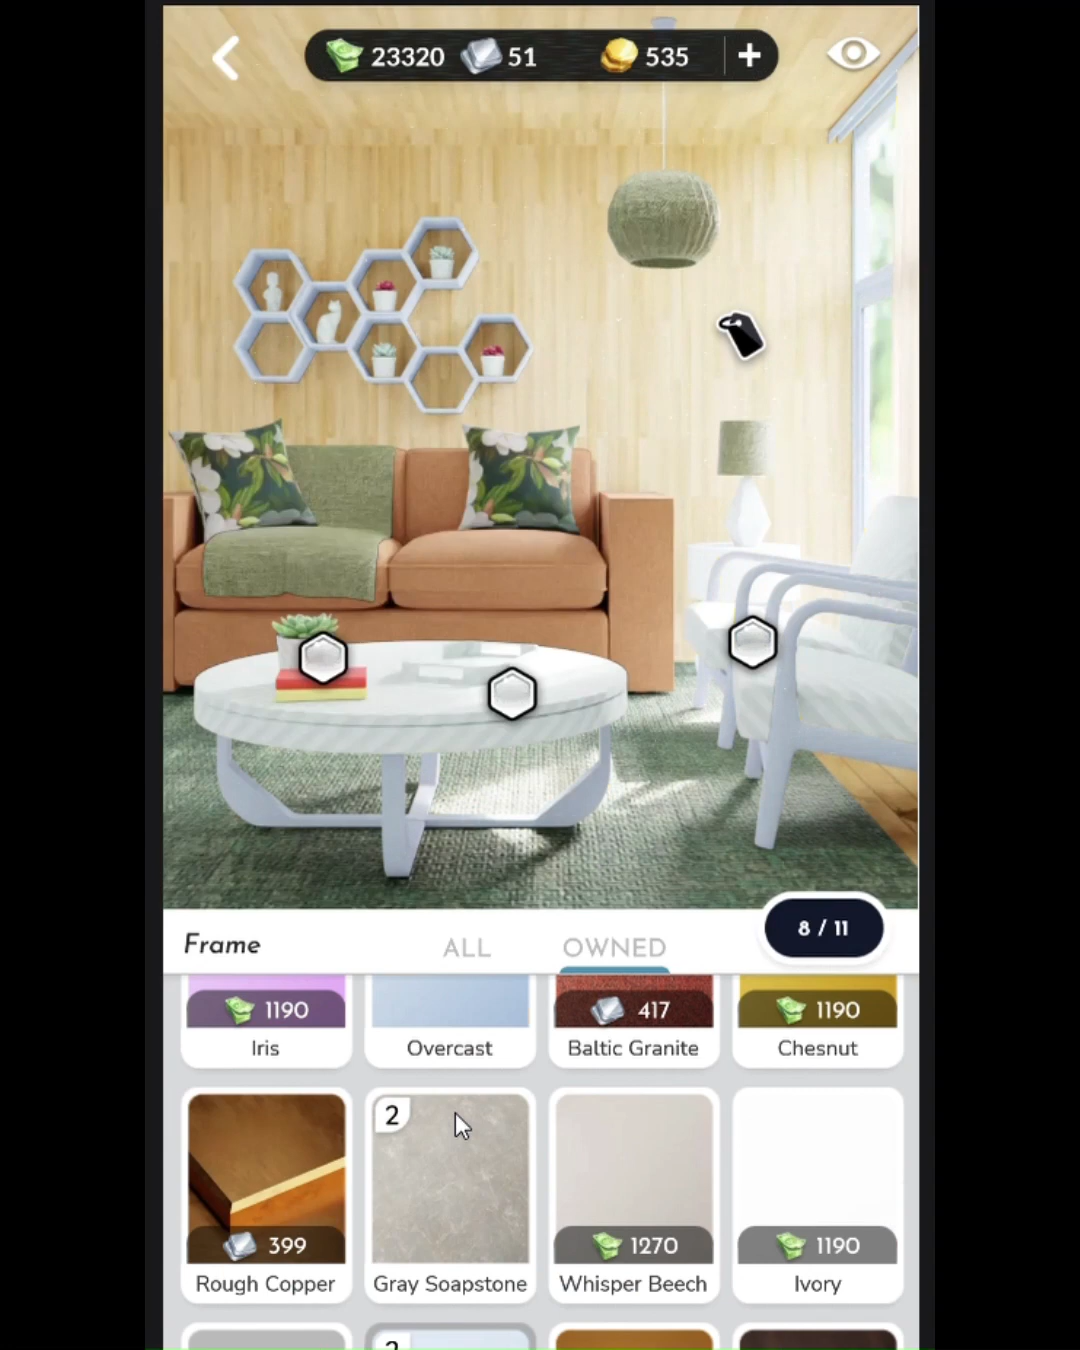 23320 51 535 +
Frame ALL OWNED 8 / 11
1190 417 1190
Iris Overcast Baltic Granite Chesnut
2
399 1270 1190
Rough Copper Gray Soapstone Whisper Beech Ivory